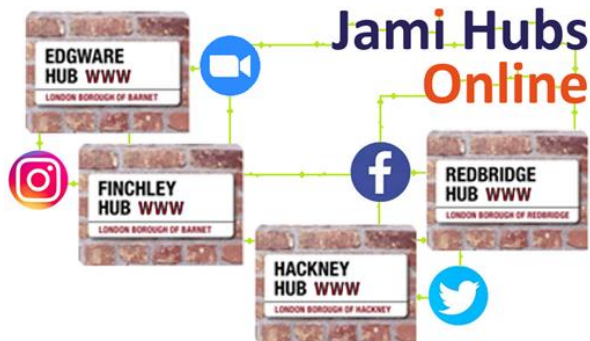 Jami Hubs
Online
EDGWARE
HUB WWW
LONDON BOROUGH OF BARNET
FINCHLEY
HUB WWW
LONDON BOROUGH OF BARNET
REDBRIDGE
HUB WWW
LONDON BOROUGH OF REDBRIDGE
HACKNEY
HUB WWW
LONDON BOROUGH OF HACKNEY